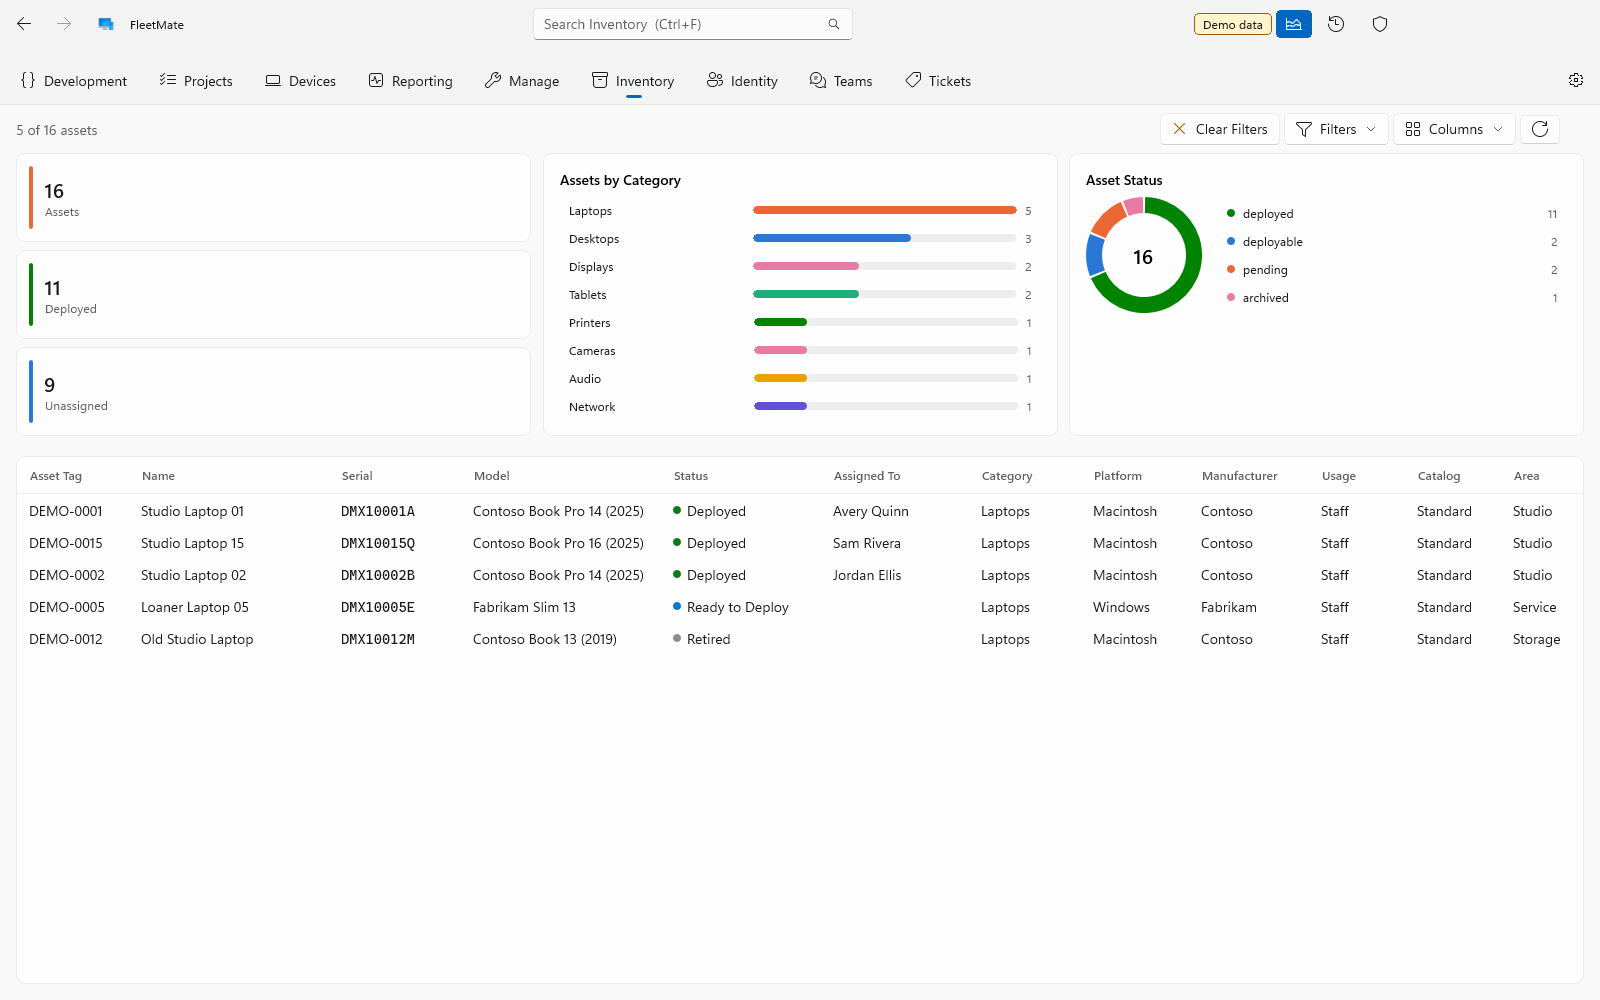 FleetMate
Search Inventory (Ctrl+F)
Demo data
Development
Projects
Devices
Reporting
Manage
Inventory
Identity
Teams
Tickets
5 of 16 assets
Clear Filters
Filters
Columns
16
Assets
11
Deployed
9
Unassigned
Assets by Category
Laptops 5
Desktops 3
Displays 2
Tablets 2
Printers 1
Cameras 1
Audio 1
Network 1
Asset Status
16
deployed 11
deployable 2
pending 2
archived 1
Asset Tag Name Serial Model Status Assigned To Category Platform Manufacturer Usage Catalog Area
DEMO-0001 Studio Laptop 01 DMX10001A Contoso Book Pro 14 (2025) Deployed Avery Quinn Laptops Macintosh Contoso Staff Standard Studio
DEMO-0015 Studio Laptop 15 DMX10015Q Contoso Book Pro 16 (2025) Deployed Sam Rivera Laptops Macintosh Contoso Staff Standard Studio
DEMO-0002 Studio Laptop 02 DMX10002B Contoso Book Pro 14 (2025) Deployed Jordan Ellis Laptops Macintosh Contoso Staff Standard Studio
DEMO-0005 Loaner Laptop 05 DMX10005E Fabrikam Slim 13 Ready to Deploy Laptops Windows Fabrikam Staff Standard Service
DEMO-0012 Old Studio Laptop DMX10012M Contoso Book 13 (2019) Retired Laptops Macintosh Contoso Staff Standard Storage